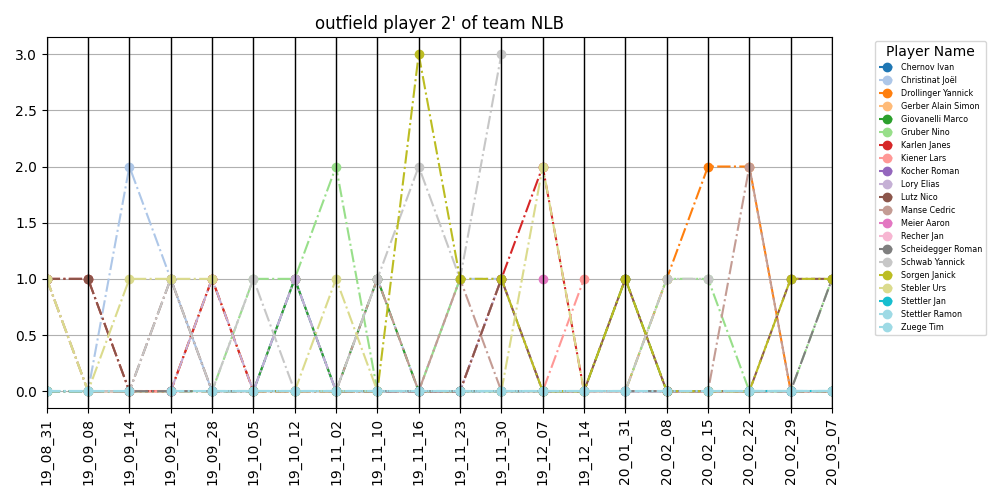 outfield player 2' of team NLB
3.0
2.5
2.0
1.5
1.0
0.5
0.0
19_08_31
19_09_08
19_09_14
19_09_21
19_09_28
19_10_05
19_10_12
19_11_02
19_11_10
19_11_16
19_11_23
19_11_30
19_12_07
19_12_14
20_01_31
20_02_08
20_02_15
20_02_22
20_02_29
20_03_07
Player Name
Chernov Ivan
Christinat Joël
Drollinger Yannick
Gerber Alain Simon
Giovanelli Marco
Gruber Nino
Karlen Janes
Kiener Lars
Kocher Roman
Lory Elias
Lutz Nico
Manse Cedric
Meier Aaron
Recher Jan
Scheidegger Roman
Schwab Yannick
Sorgen Janick
Stebler Urs
Stettler Jan
Stettler Ramon
Zuege Tim